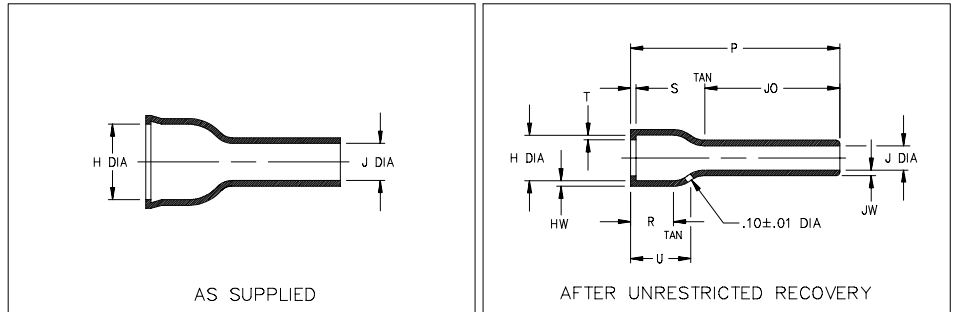 H DIA
J DIA
AS SUPPLIED
P
T
S
TAN
JO
H DIA
J DIA
HW
R
TAN
.10±.01 DIA
JW
U
AFTER UNRESTRICTED RECOVERY